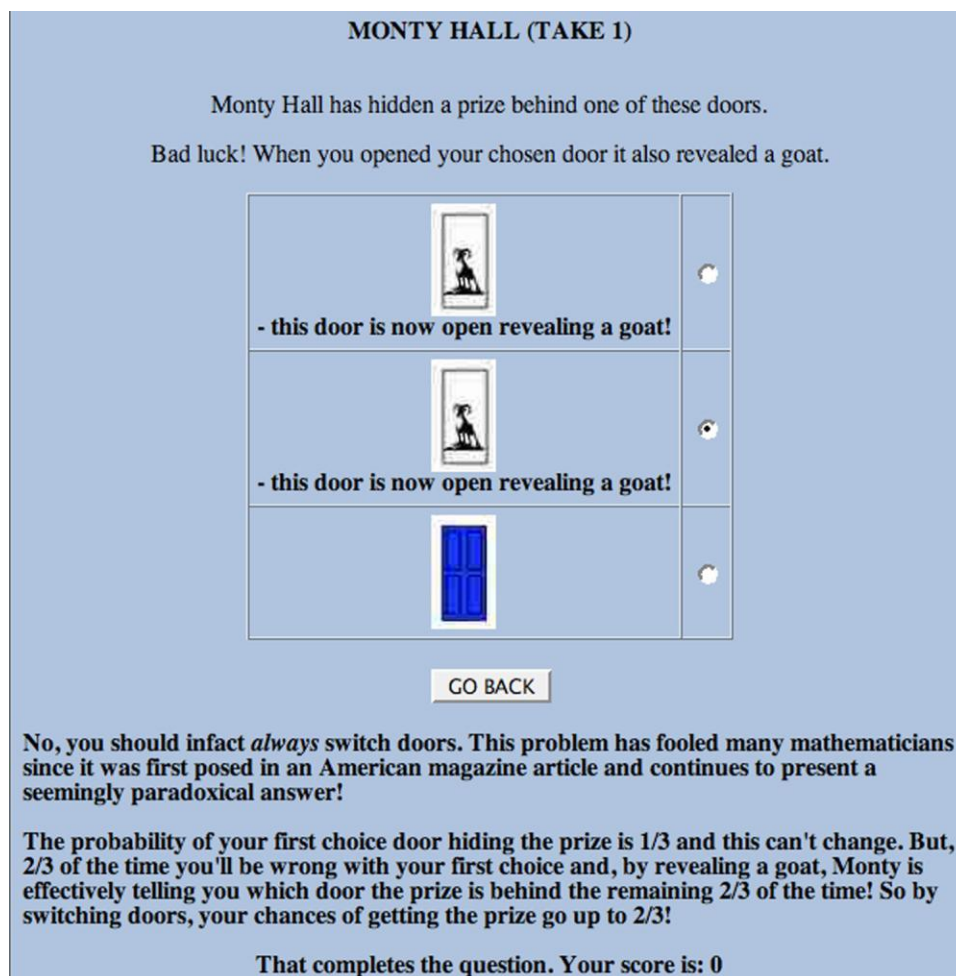 MONTY HALL (TAKE 1)
Monty Hall has hidden a prize behind one of these doors.
Bad luck! When you opened your chosen door it also revealed a goat.
- this door is now open revealing a goat!
- this door is now open revealing a goat!
GO BACK
No, you should infact always switch doors. This problem has fooled many mathematicians
since it was first posed in an American magazine article and continues to present a
seemingly paradoxical answer!
The probability of your first choice door hiding the prize is 1/3 and this can't change. But,
2/3 of the time you'll be wrong with your first choice and, by revealing a goat, Monty is
effectively telling you which door the prize is behind the remaining 2/3 of the time! So by
switching doors, your chances of getting the prize go up to 2/3!
That completes the question. Your score is: 0